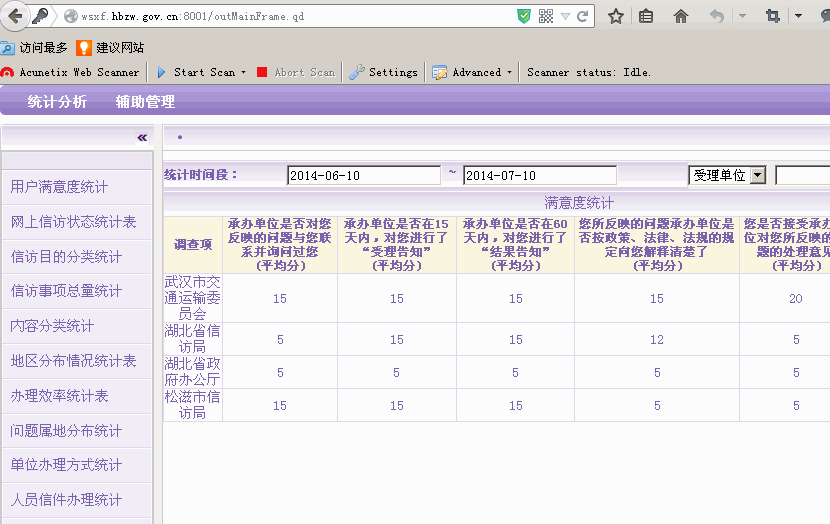 wsxf.hbzw.gov.cn:8001/outMainFrame.qd
访问最多 建议网站
Acunetix Web Scanner Start Scan Abort Scan Settings Advanced Scanner status: Idle.
统计分析 辅助管理
«
统计时间段： 2014-06-10 ~ 2014-07-10 受理单位
满意度统计
调查项
承办单位是否对您
反映的问题与您联
系并询问过您
(平均分)
承办单位是否在15
天内，对您进行了
“受理告知”
(平均分)
承办单位是否在60
天内，对您进行了
“结果告知”
(平均分)
您所反映的问题承办单位是
否按政策、法律、法规的规
定向您解释清楚了
(平均分)
您是否接受承办
位对您所反映的
题的处理意见
(平均分)
武汉市交
通运输委
员会
15 15 15 15 20
湖北省信
访局
5 15 15 12 5
湖北省政
府办公厅
5 5 5 5 5
松滋市信
访局
15 15 15 5 5
用户满意度统计
网上信访状态统计表
信访目的分类统计
信访事项总量统计
内容分类统计
地区分布情况统计表
办理效率统计表
问题属地分布统计
单位办理方式统计
人员信件办理统计